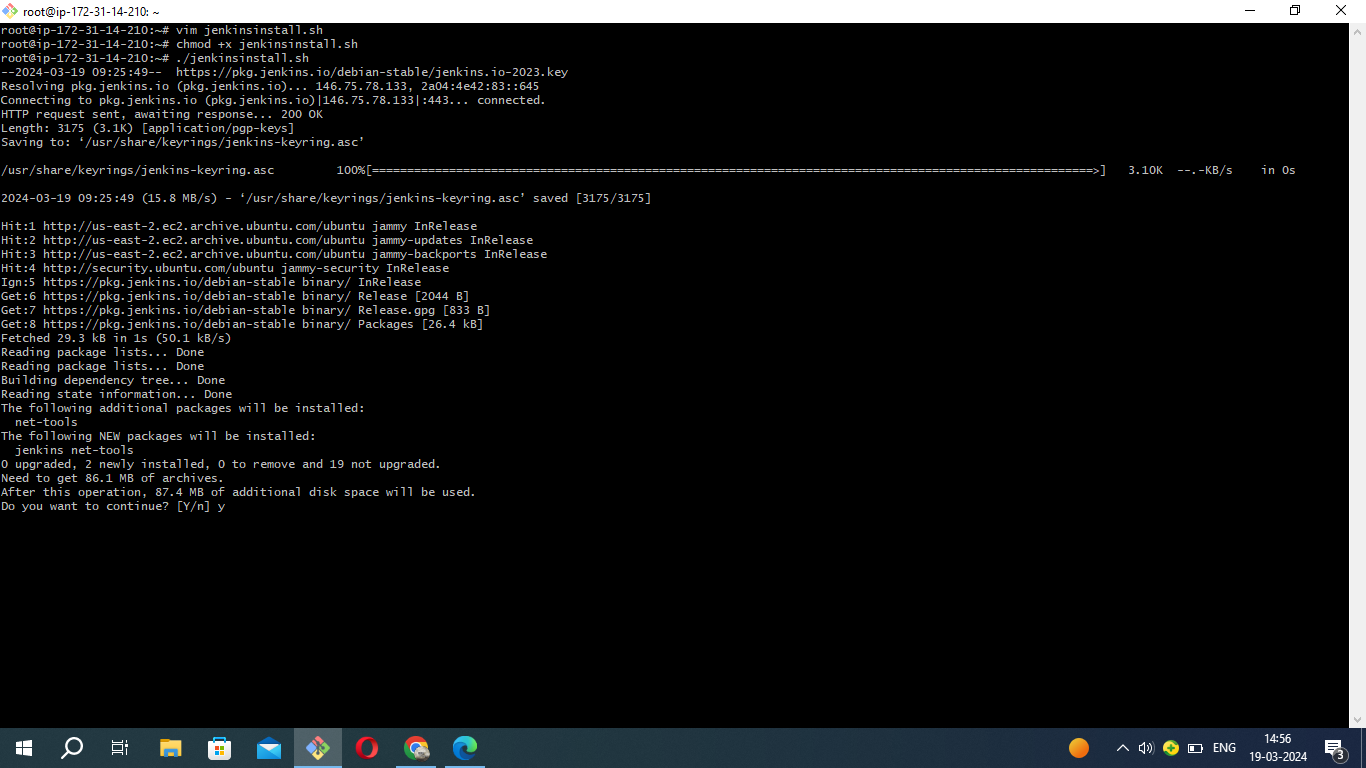 root@ip-172-31-14-210: ~
root@ip-172-31-14-210:~# vim jenkinsinstall.sh
root@ip-172-31-14-210:~# chmod +x jenkinsinstall.sh
root@ip-172-31-14-210:~# ./jenkinsinstall.sh
--2024-03-19 09:25:49--  https://pkg.jenkins.io/debian-stable/jenkins.io-2023.key
Resolving pkg.jenkins.io (pkg.jenkins.io)... 146.75.78.133, 2a04:4e42:83::645
Connecting to pkg.jenkins.io (pkg.jenkins.io)|146.75.78.133|:443... connected.
HTTP request sent, awaiting response... 200 OK
Length: 3175 (3.1K) [application/pgp-keys]
Saving to: ‘/usr/share/keyrings/jenkins-keyring.asc’
/usr/share/keyrings/jenkins-keyring.asc         100%[=======================================================================================================>]   3.10K  --.-KB/s    in 0s
2024-03-19 09:25:49 (15.8 MB/s) - ‘/usr/share/keyrings/jenkins-keyring.asc’ saved [3175/3175]
Hit:1 http://us-east-2.ec2.archive.ubuntu.com/ubuntu jammy InRelease
Hit:2 http://us-east-2.ec2.archive.ubuntu.com/ubuntu jammy-updates InRelease
Hit:3 http://us-east-2.ec2.archive.ubuntu.com/ubuntu jammy-backports InRelease
Hit:4 http://security.ubuntu.com/ubuntu jammy-security InRelease
Ign:5 https://pkg.jenkins.io/debian-stable binary/ InRelease
Get:6 https://pkg.jenkins.io/debian-stable binary/ Release [2044 B]
Get:7 https://pkg.jenkins.io/debian-stable binary/ Release.gpg [833 B]
Get:8 https://pkg.jenkins.io/debian-stable binary/ Packages [26.4 kB]
Fetched 29.3 kB in 1s (50.1 kB/s)
Reading package lists... Done
Reading package lists... Done
Building dependency tree... Done
Reading state information... Done
The following additional packages will be installed:
  net-tools
The following NEW packages will be installed:
  jenkins net-tools
0 upgraded, 2 newly installed, 0 to remove and 19 not upgraded.
Need to get 86.1 MB of archives.
After this operation, 87.4 MB of additional disk space will be used.
Do you want to continue? [Y/n] y
ENG
14:56
19-03-2024
3